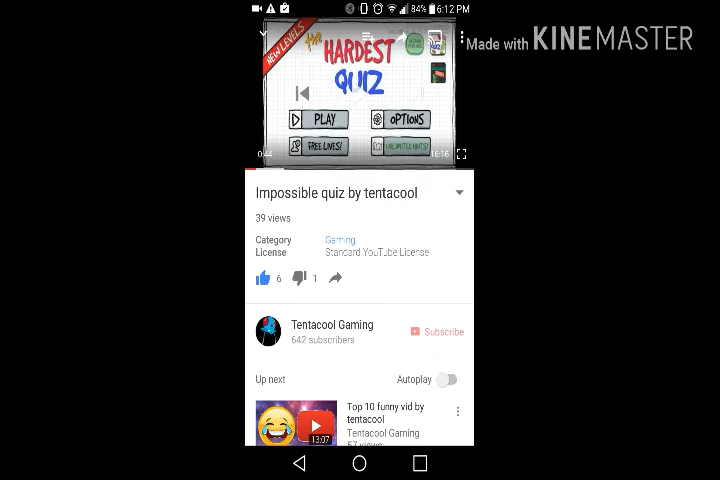 84% 6:12 PM
Made with KINEMASTER
NEW LEVELS
THE
HARDEST
QUIZ
PLAY
OPTIONS
FREE LIVES!
UNLIMITED HINTS!
0:44
16:16
Impossible quiz by tentacool
39 views
Category Gaming
License Standard YouTube License
6 1
Tentacool Gaming
642 subscribers
Subscribe
Up next
Autoplay
Top 10 funny vid by
tentacool
Tentacool Gaming
57 views
13:07